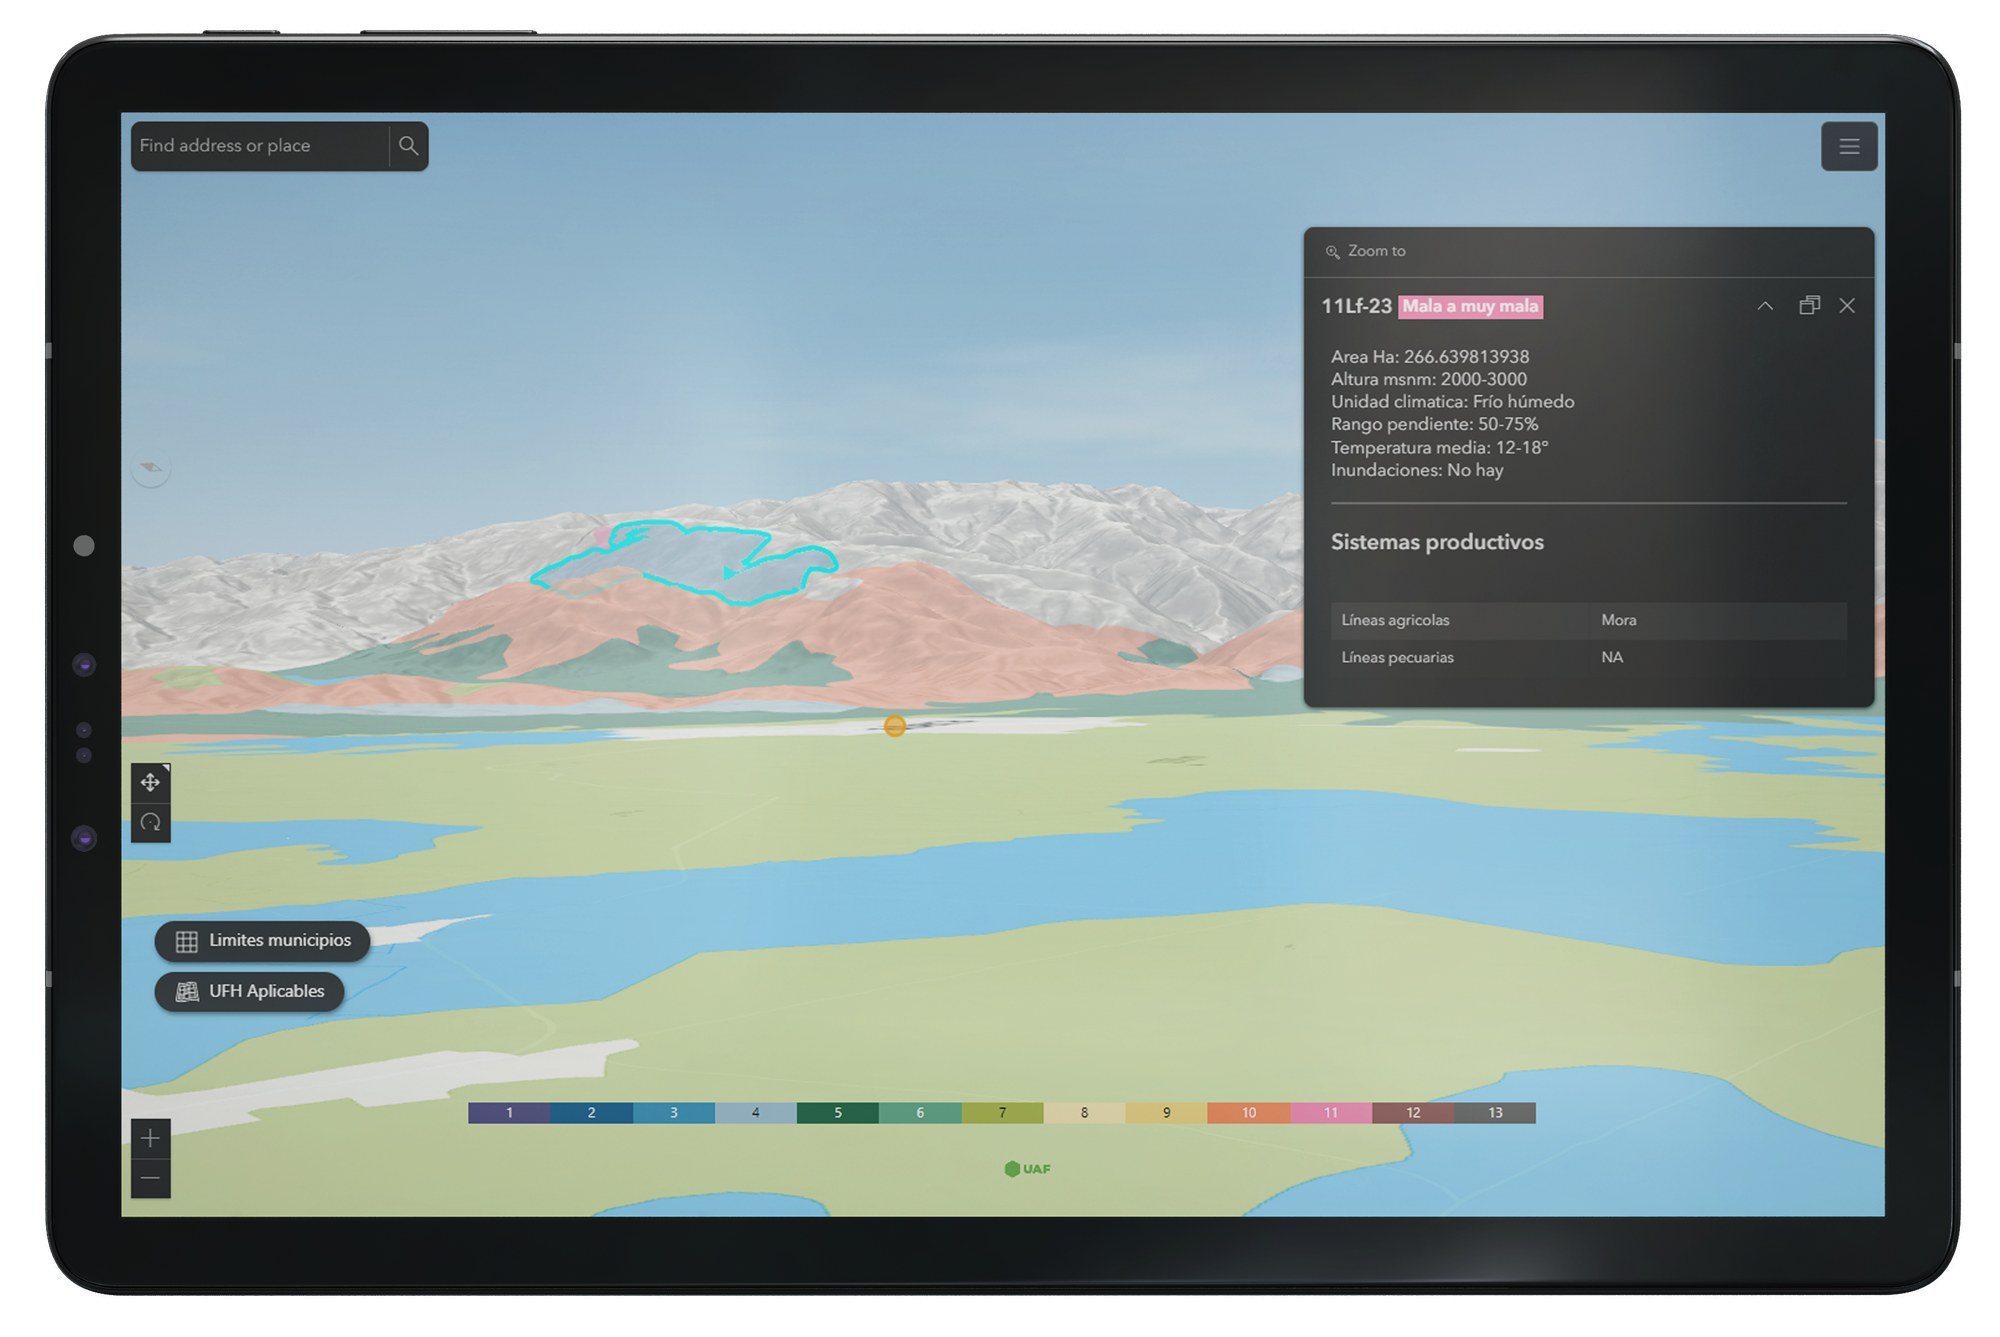 Find address or place
Zoom to
11Lf-23 Mala a muy mala
Area Ha: 266.639813938
Altura msnm: 2000-3000
Unidad climatica: Frío húmedo
Rango pendiente: 50-75%
Temperatura media: 12-18º
Inundaciones: No hay
Sistemas productivos
Líneas agricolas Mora
Líneas pecuarias NA
Limites municipios
UFH Aplicables
1 2 3 4 5 6 7 8 9 10 11 12 13
UAF